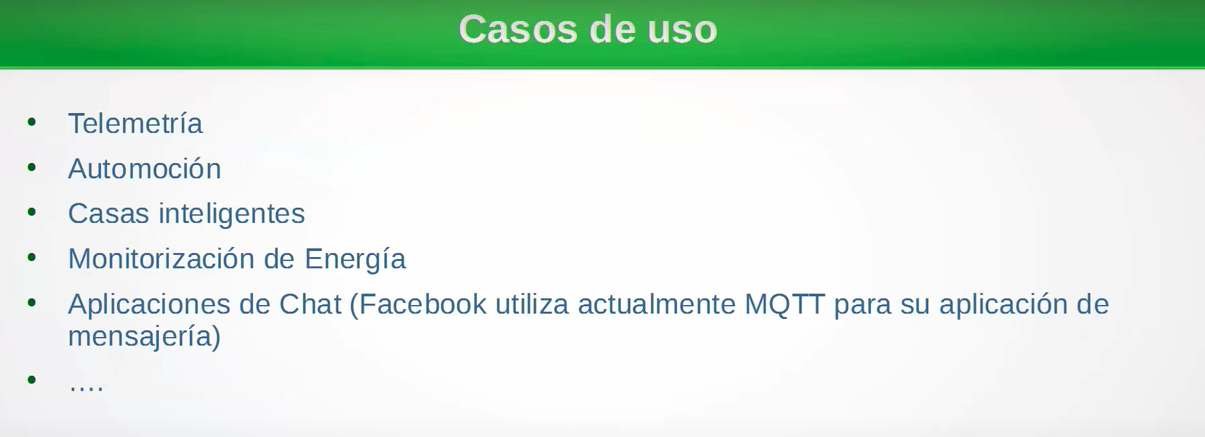 Casos de uso
• Telemetría
• Automoción
• Casas inteligentes
• Monitorización de Energía
• Aplicaciones de Chat (Facebook utiliza actualmente MQTT para su aplicación de
mensajería)
• ....